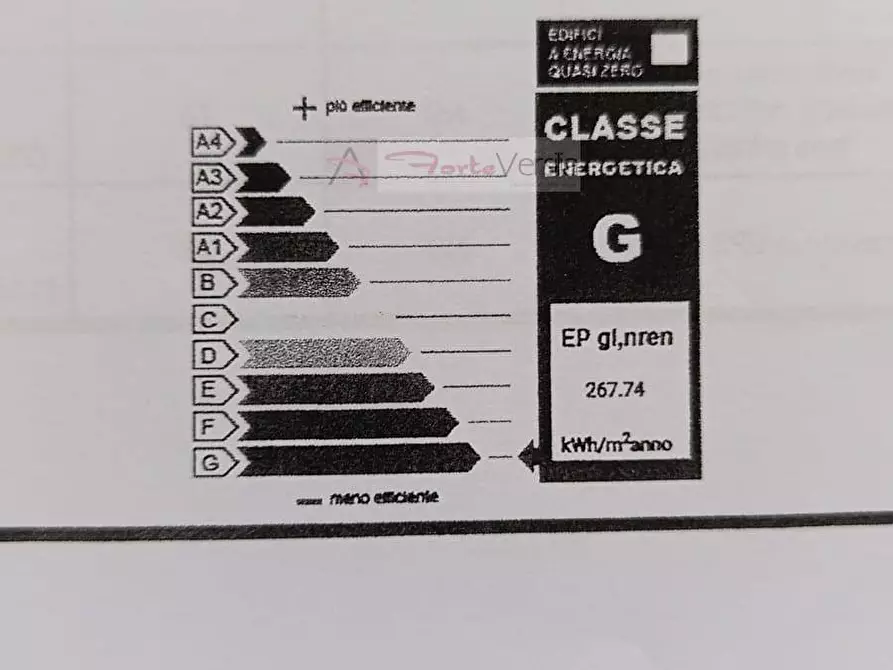 EDIFICI
A ENERGIA
QUASI ZERO
+ più efficiente
A4
A3
A2
A1
B
C
D
E
F
G
meno efficiente
CLASSE
ENERGETICA
G
EP gl,nren
267.74
kWh/m²anno